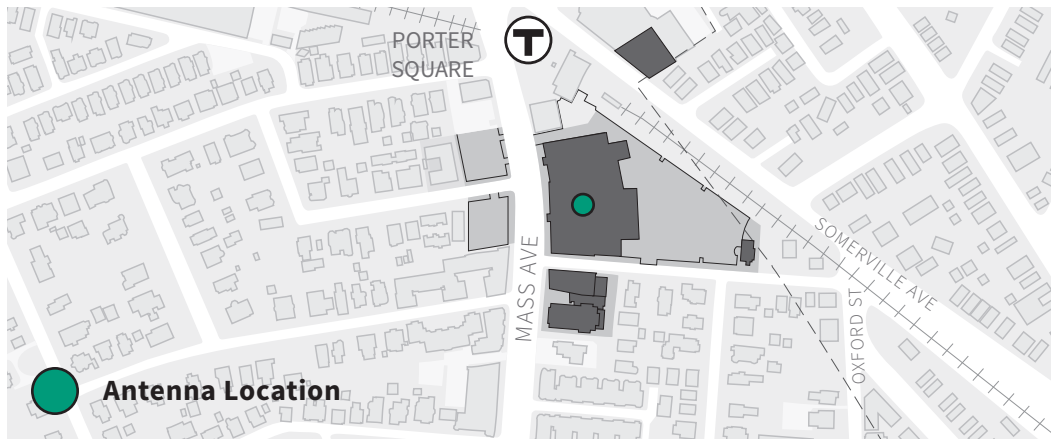 PORTER
SQUARE
T
MASS AVE
SOMERVILLE AVE
OXFORD ST
Antenna Location